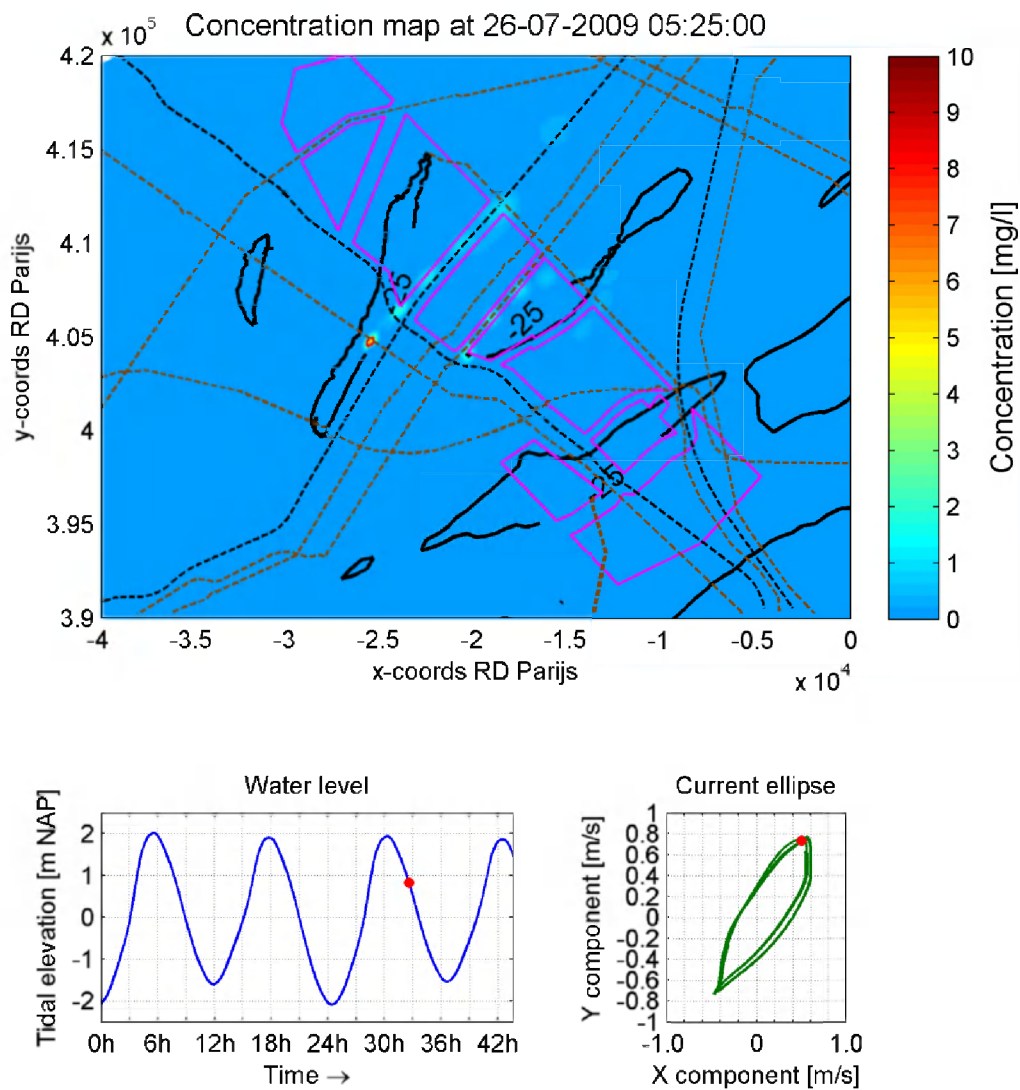 x 10⁵ Concentration map at 26-07-2009 05:25:00
4.2
4.15
4.1
4.05
4
3.95
3.9
y-coords RD Parijs
-25
-25
-25
-4 -3.5 -3 -2.5 -2 -1.5 -1 -0.5 0
x-coords RD Parijs
x 10⁴
10
9
8
7
6
5
4
3
2
1
0
Concentration [mg/l]
Water level
Tidal elevation [m NAP]
2
1
0
-1
-2
0h 6h 12h 18h 24h 30h 36h 42h
Time →
Current ellipse
Y component [m/s]
1
0.8
0.6
0.4
0.2
0
-0.2
-0.4
-0.6
-0.8
-1
-1.0 0 1.0
X component [m/s]